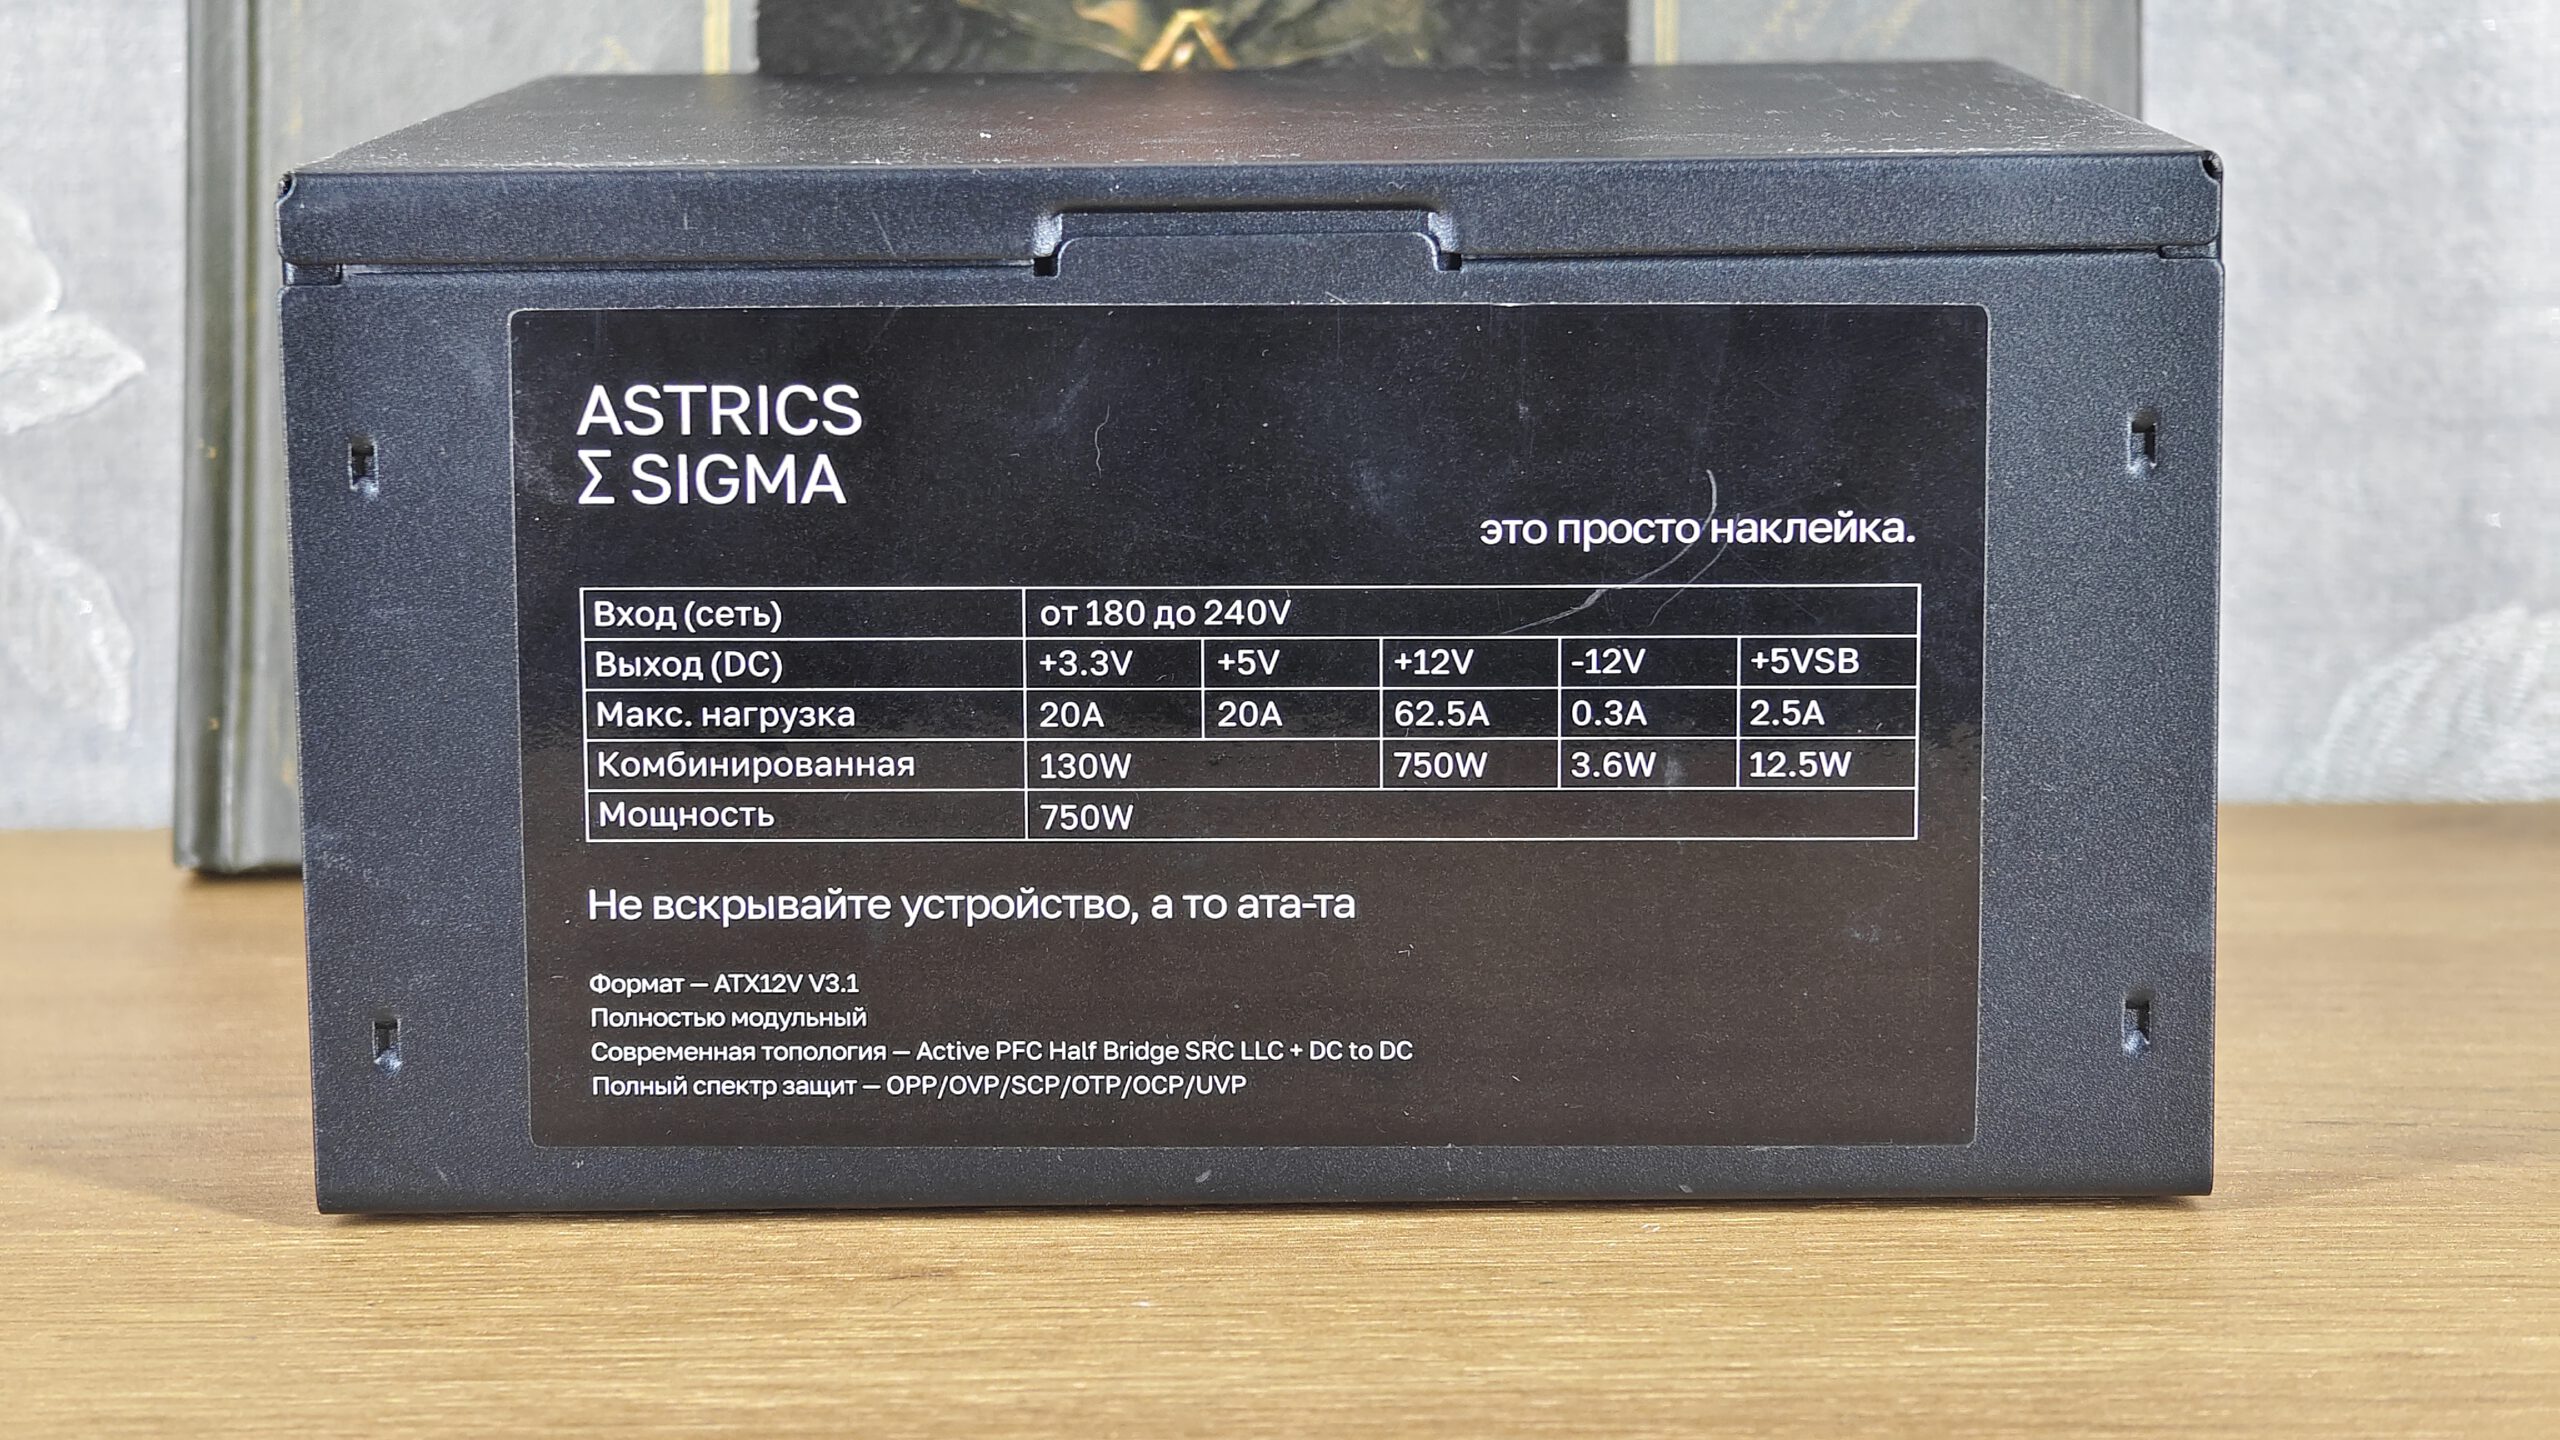 ASTRICS
Σ SIGMA
это просто наклейка.
Вход (сеть) от 180 до 240V
Выход (DC) +3.3V +5V +12V -12V +5VSB
Макс. нагрузка 20A 20A 62.5A 0.3A 2.5A
Комбинированная 130W 750W 3.6W 12.5W
Мощность 750W
Не вскрывайте устройство, а то ата-та
Формат — ATX12V V3.1
Полностью модульный
Современная топология — Active PFC Half Bridge SRC LLC + DC to DC
Полный спектр защит — OPP/OVP/SCP/OTP/OCP/UVP